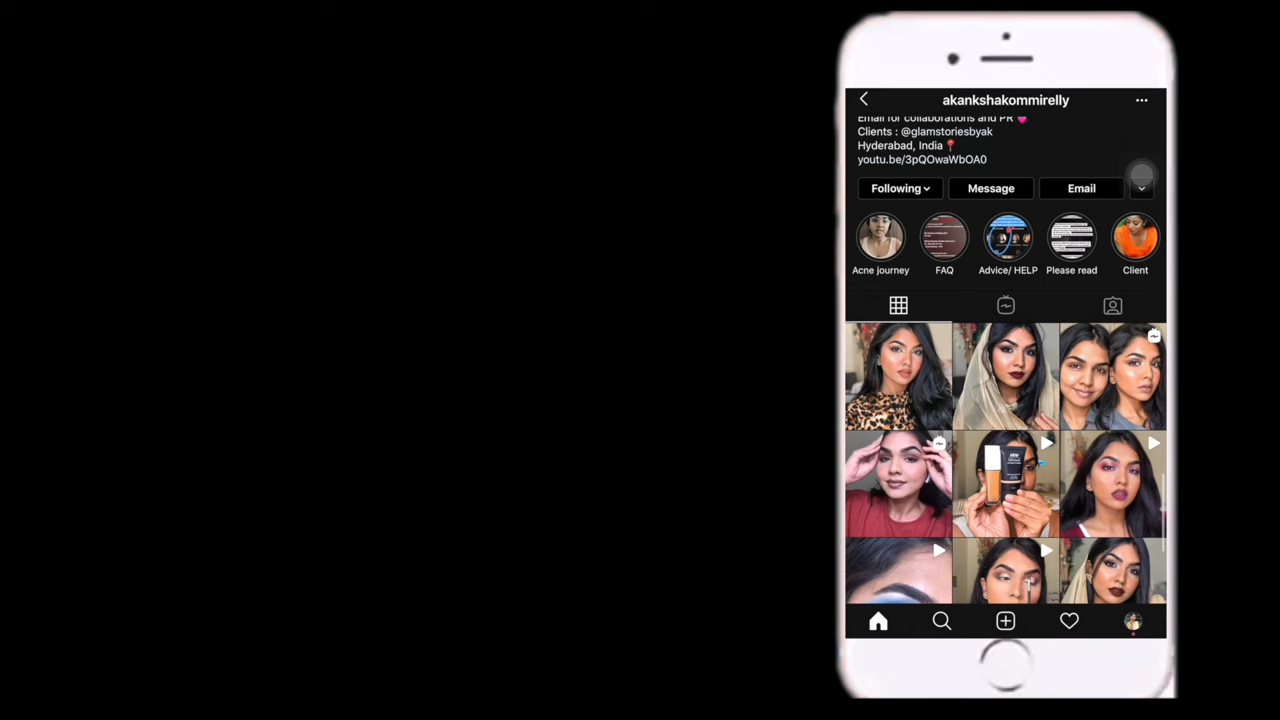 akankshakommirelly
Email for collaborations and PR
Clients : @glamstoriesbyak
Hyderabad, India
youtu.be/3pQOwaWbOA0
Following
Message
Email
Acne journey
FAQ
Advice/ HELP
Please read
Client